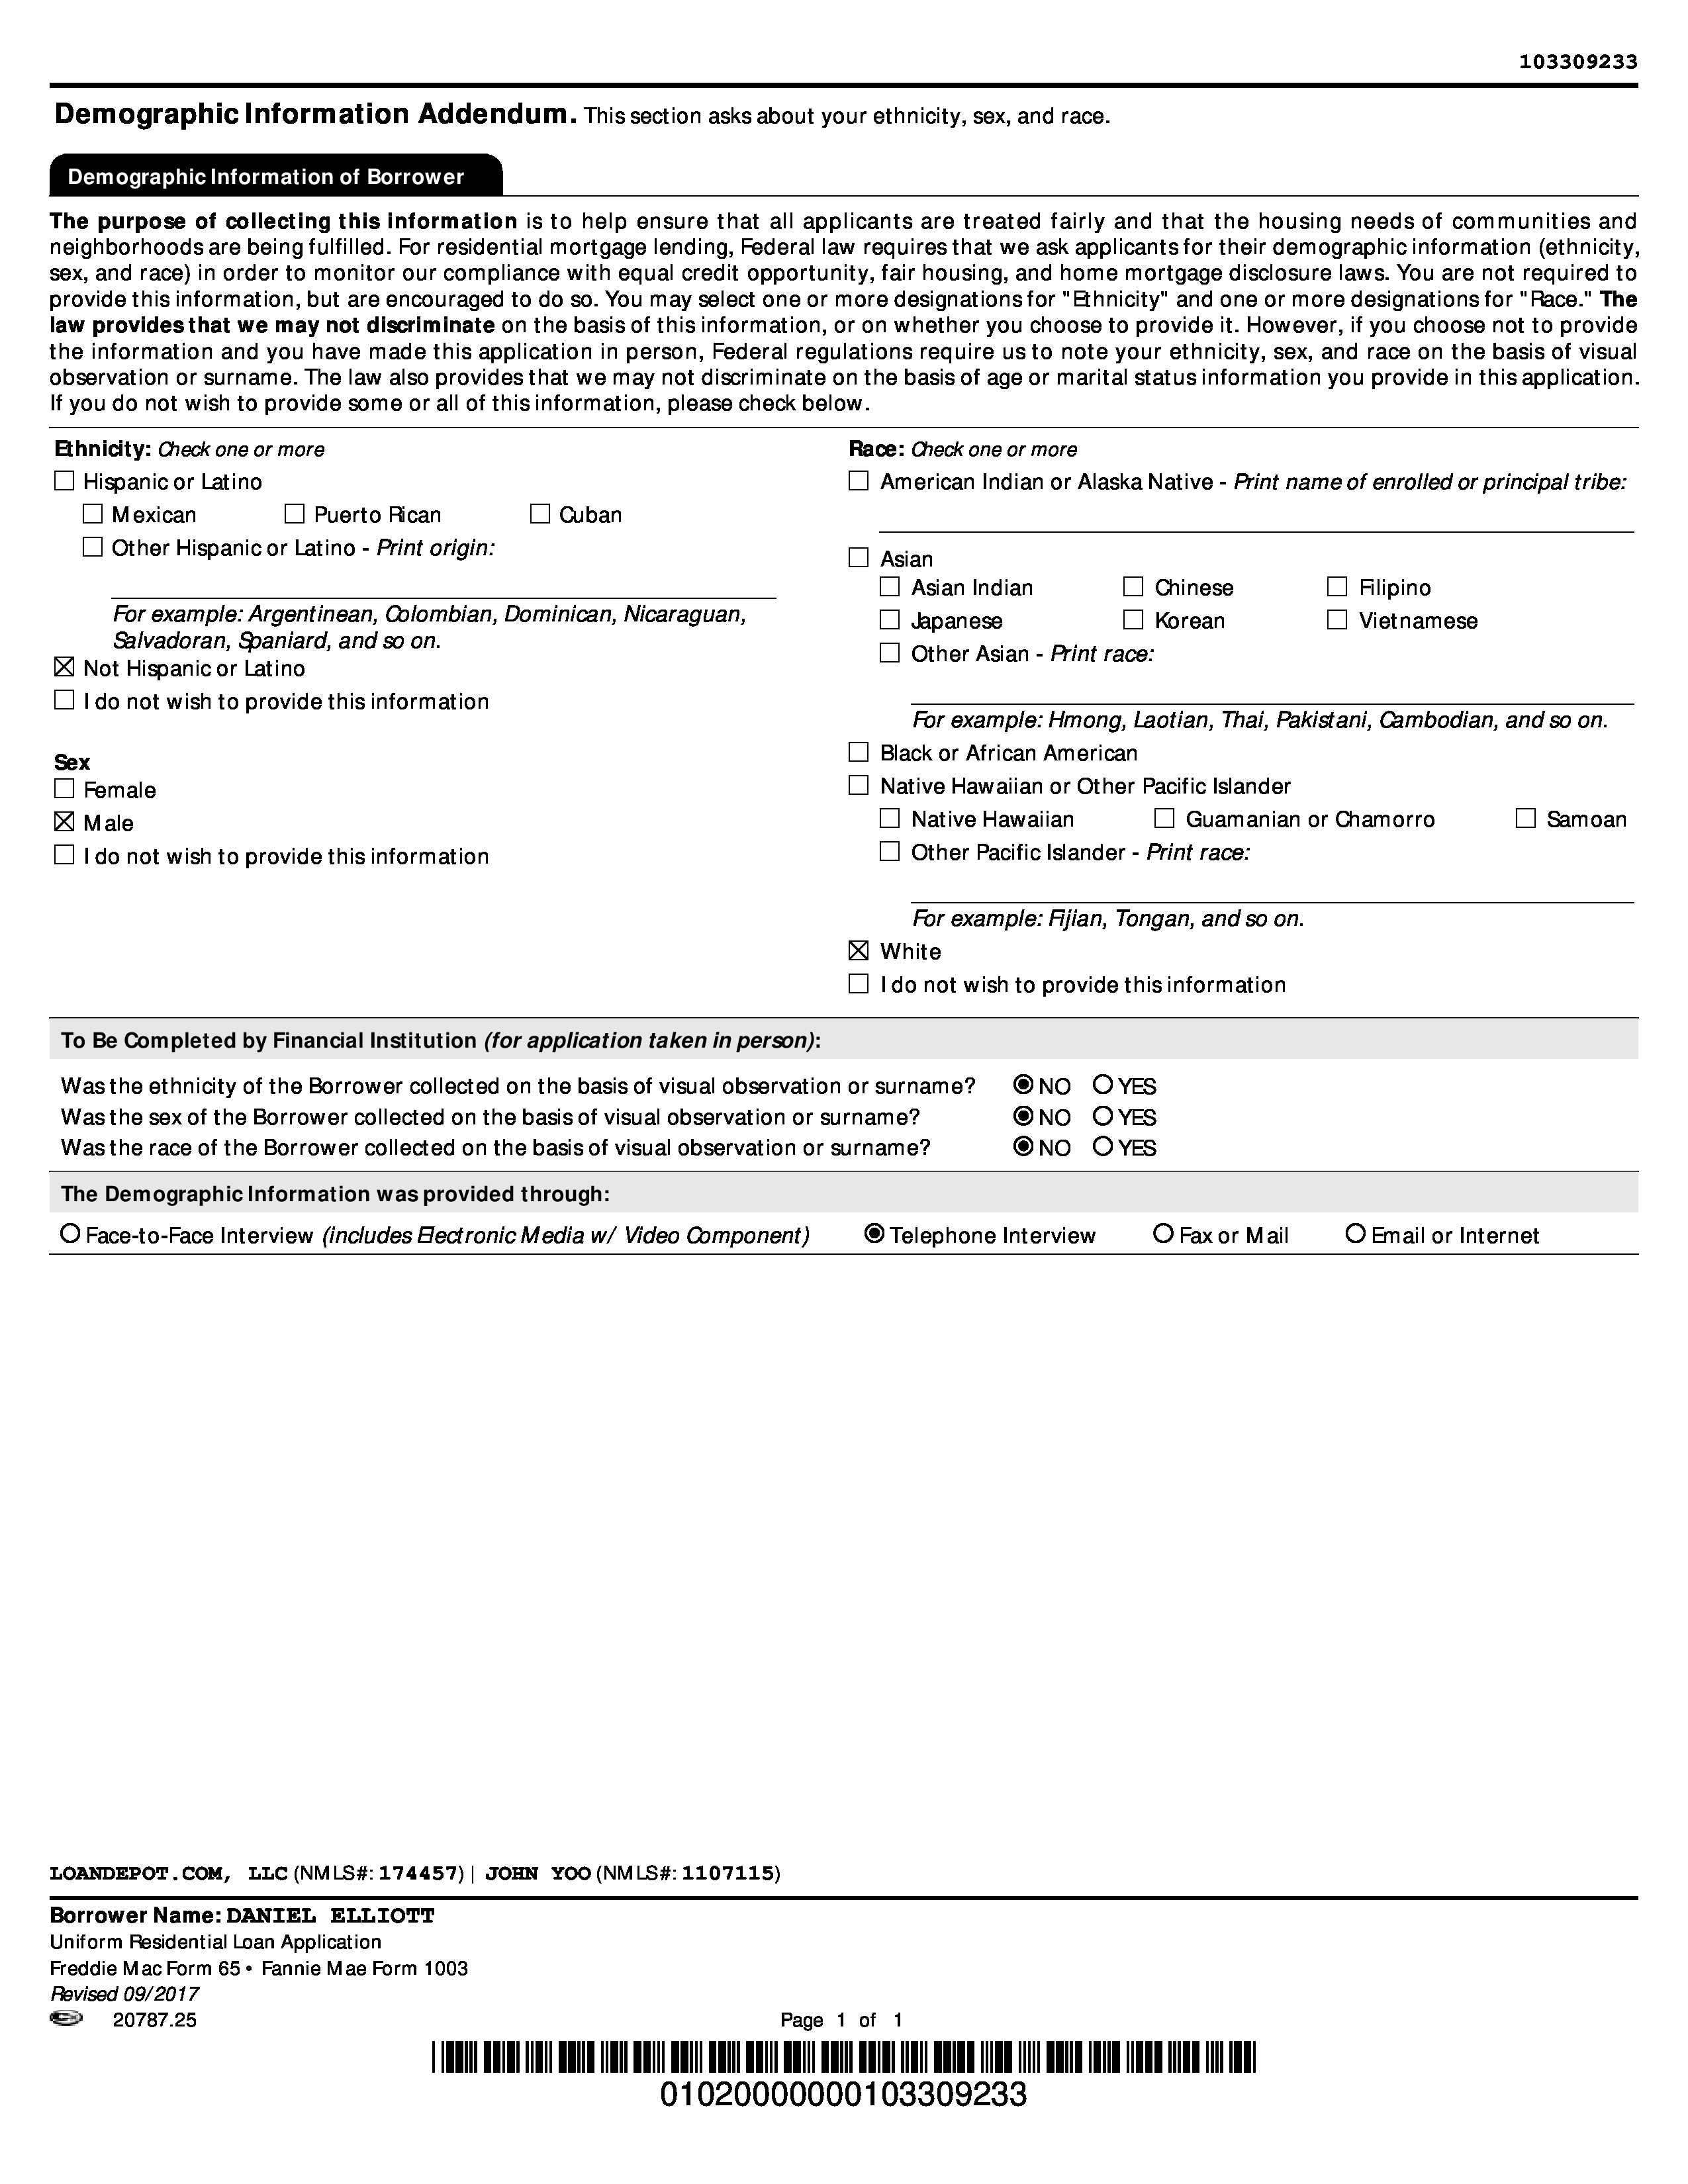 103309233
Demographic Information Addendum. This section asks about your ethnicity, sex, and race.
Demographic Information of Borrower
The purpose of collecting this information is to help ensure that all applicants are treated fairly and that the housing needs of communities and
neighborhoods are being fulfilled. For residential mortgage lending, Federal law requires that we ask applicants for their demographic information (ethnicity,
sex, and race) in order to monitor our compliance with equal credit opportunity, fair housing, and home mortgage disclosure laws. You are not required to
provide this information, but are encouraged to do so. You may select one or more designations for "Ethnicity" and one or more designations for "Race." The
law provides that we may not discriminate on the basis of this information, or on whether you choose to provide it. However, if you choose not to provide
the information and you have made this application in person, Federal regulations require us to note your ethnicity, sex, and race on the basis of visual
observation or surname. The law also provides that we may not discriminate on the basis of age or marital status information you provide in this application.
If you do not wish to provide some or all of this information, please check below.
Ethnicity: Check one or more
Hispanic or Latino
Mexican Puerto Rican Cuban
Other Hispanic or Latino - Print origin:
For example: Argentinean, Colombian, Dominican, Nicaraguan,
Salvadoran, Spaniard, and so on.
Not Hispanic or Latino
I do not wish to provide this information
Sex
Female
Male
I do not wish to provide this information
Race: Check one or more
American Indian or Alaska Native - Print name of enrolled or principal tribe:
Asian
Asian Indian Chinese Filipino
Japanese Korean Vietnamese
Other Asian - Print race:
For example: Hmong, Laotian, Thai, Pakistani, Cambodian, and so on.
Black or African American
Native Hawaiian or Other Pacific Islander
Native Hawaiian Guamanian or Chamorro Samoan
Other Pacific Islander - Print race:
For example: Fijian, Tongan, and so on.
White
I do not wish to provide this information
To Be Completed by Financial Institution (for application taken in person):
Was the ethnicity of the Borrower collected on the basis of visual observation or surname? NO YES
Was the sex of the Borrower collected on the basis of visual observation or surname? NO YES
Was the race of the Borrower collected on the basis of visual observation or surname? NO YES
The Demographic Information was provided through:
Face-to-Face Interview (includes Electronic Media w/ Video Component) Telephone Interview Fax or Mail Email or Internet
LOANDEPOT.COM, LLC (NMLS#: 174457) | JOHN YOO (NMLS#: 1107115)
Borrower Name: DANIEL ELLIOTT
Uniform Residential Loan Application
Freddie Mac Form 65 • Fannie Mae Form 1003
Revised 09/2017
20787.25 Page 1 of 1
01020000000103309233